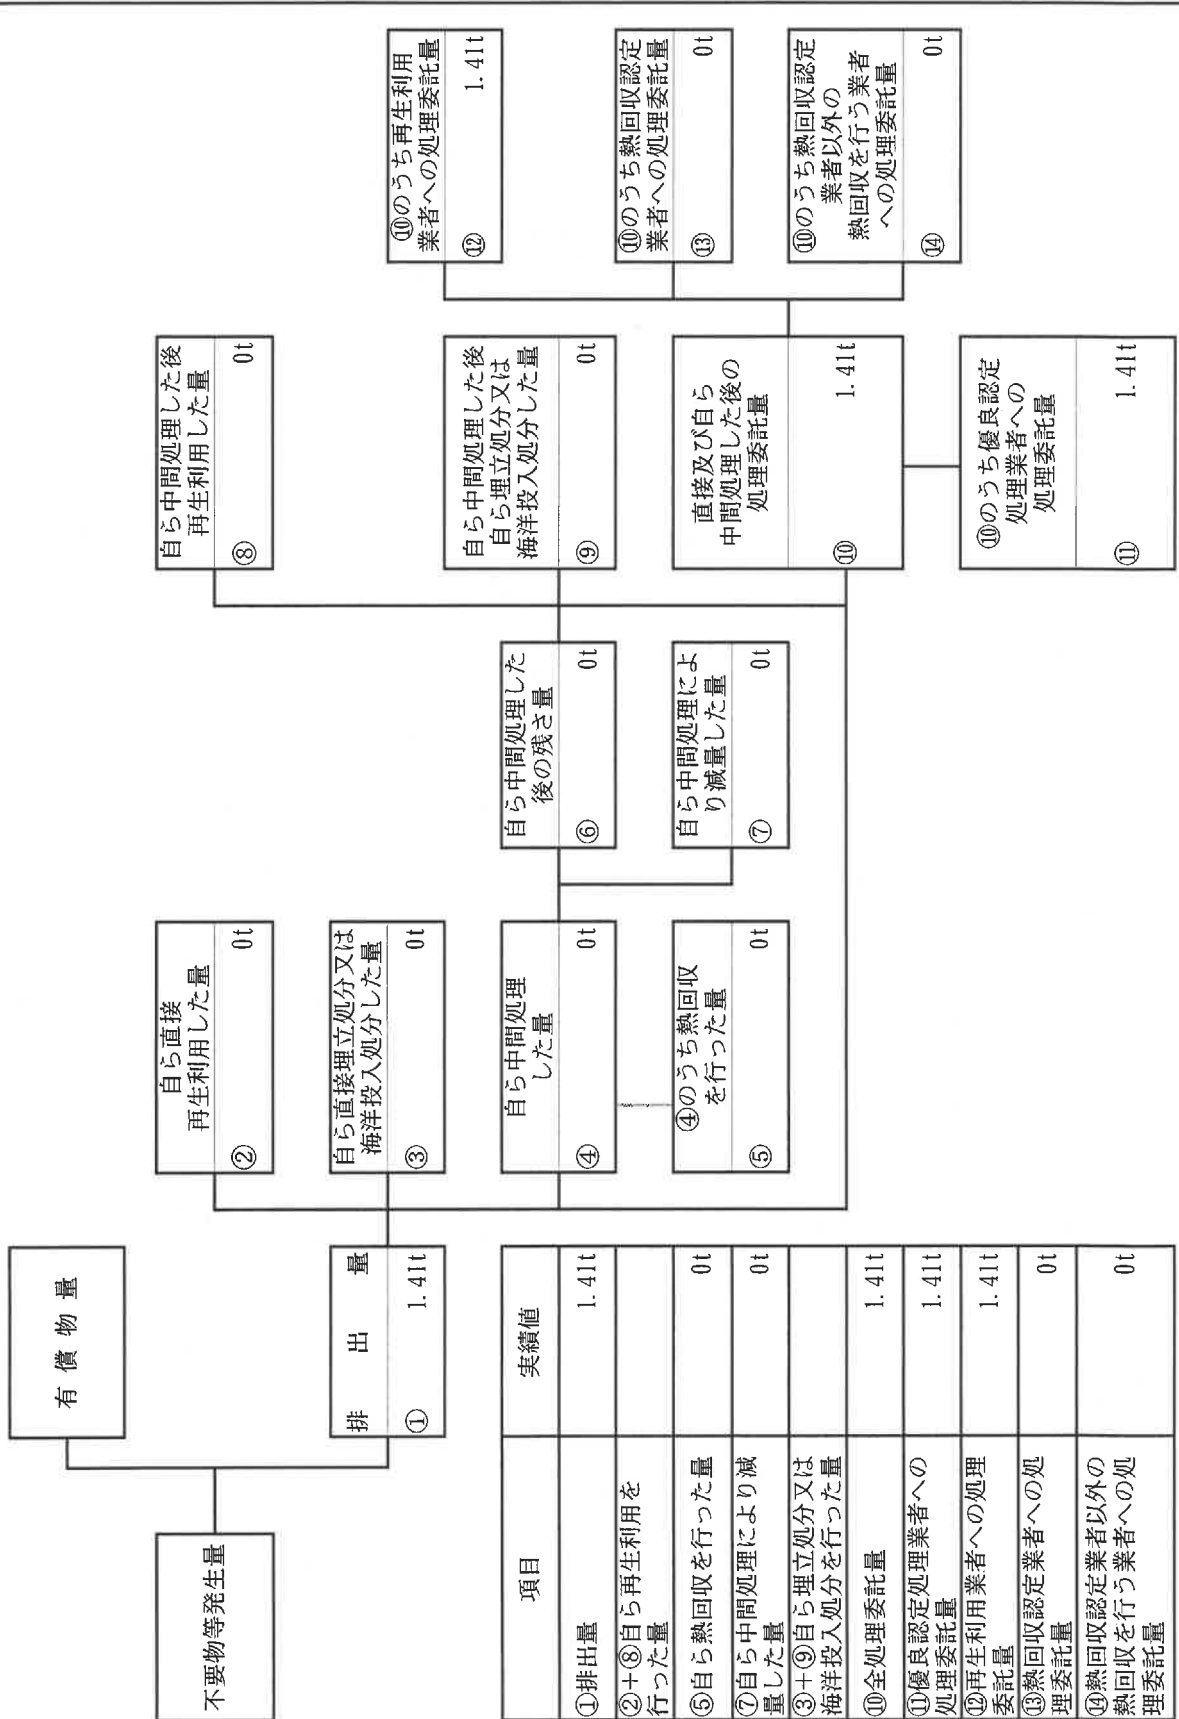 有償物量
不要物等発生量
排出量
① 1.41t
自ら直接
再生利用した量
② 0t
自ら直接埋立処分又は
海洋投入処分した量
③ 0t
自ら中間処理
した量
④ 0t
④のうち熱回収
を行った量
⑤ 0t
自ら中間処理した
後の残さ量
⑥ 0t
自ら中間処理によ
り減量した量
⑦ 0t
自ら中間処理した後
再生利用した量
⑧ 0t
自ら中間処理した後
自ら埋立処分又は
海洋投入処分した量
⑨ 0t
直接及び自ら
中間処理した後の
処理委託量
⑩ 1.41t
⑩のうち優良認定
処理業者への
処理委託量
⑪ 1.41t
⑩のうち再生利用
業者への処理委託量
⑫ 1.41t
⑩のうち熱回収認定
業者への処理委託量
⑬ 0t
⑩のうち熱回収認定
業者以外の
熱回収を行う業者
への処理委託量
⑭ 0t
項目 実績値
①排出量 1.41t
②+⑧自ら再生利用を
行った量
⑤自ら熱回収を行った量 0t
⑦自ら中間処理により減
量した量 0t
③+⑨自ら埋立処分又は
海洋投入処分を行った量
⑩全処理委託量 1.41t
⑪優良認定処理業者への
処理委託量 1.41t
⑫再生利用業者への処理
委託量 1.41t
⑬熱回収認定業者への処
理委託量 0t
⑭熱回収認定業者以外の
熱回収を行う業者への処
理委託量 0t